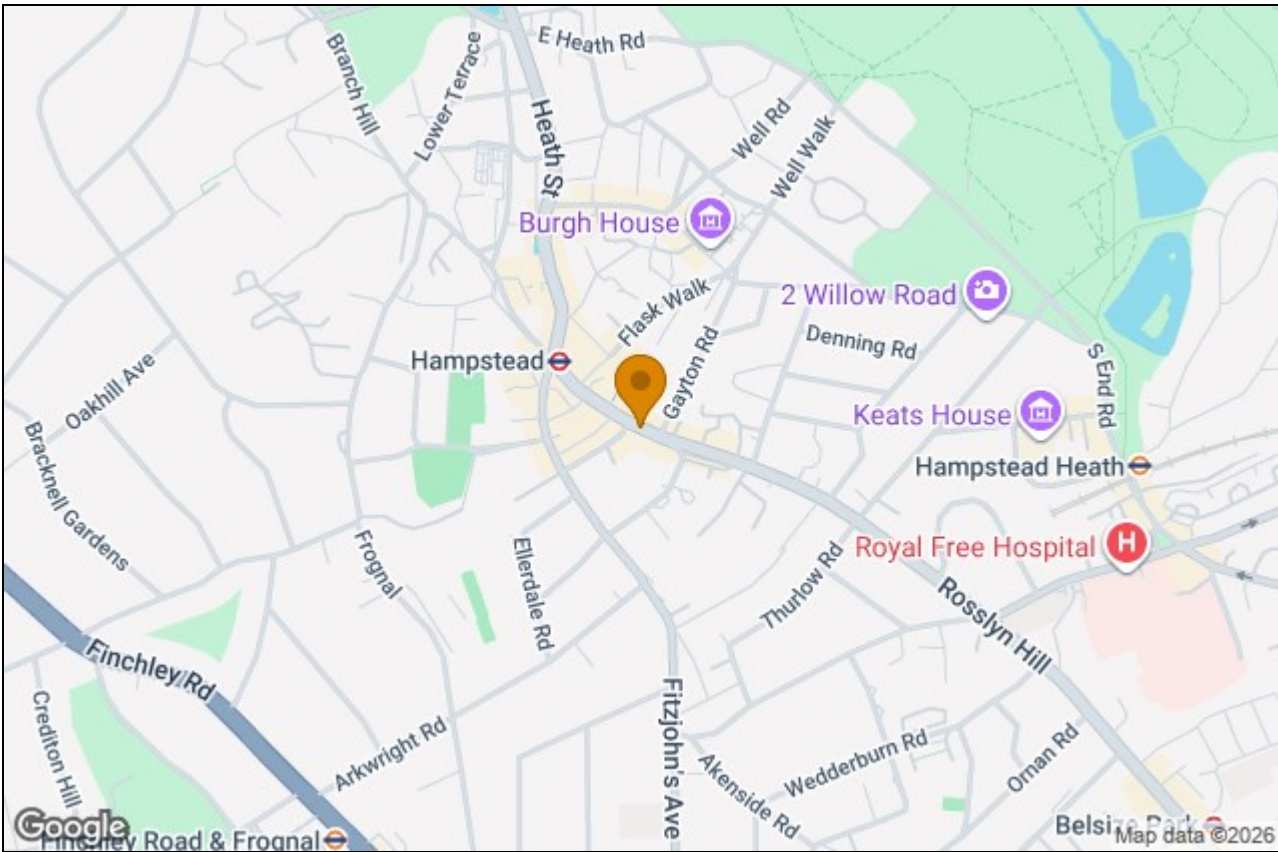 E Heath Rd
Branch Hill
Lower Terrace
Heath St
Well Rd
Well Walk
Burgh House
Flask Walk
2 Willow Road
Denning Rd
Hampstead
Gayton Rd
S End Rd
Oakhill Ave
Keats House
Bracknell Gardens
Hampstead Heath
Frognal
Ellerdale Rd
Thurlow Rd
Royal Free Hospital
H
Rosslyn Hill
Finchley Rd
Crediton Hill
Fitzjohn's Ave
Arkwright Rd
Akenside Rd
Wedderburn Rd
Ornan Rd
Google
Finchley Road & Frognal
Belsize Park
Map data ©2026